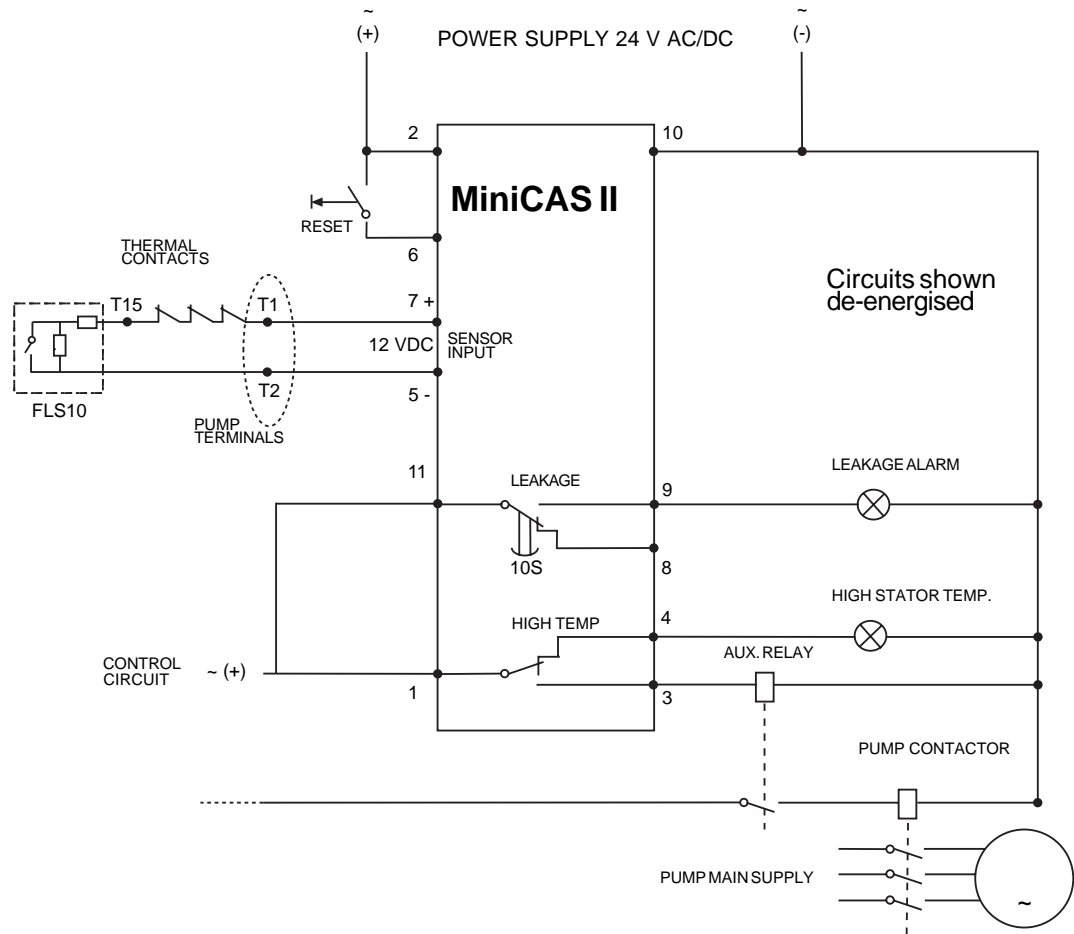 ~
(+)
POWER SUPPLY 24 V AC/DC
~
(-)
2
10
MiniCAS II
RESET
6
THERMAL
CONTACTS
Circuits shown
de-energised
T15
T1
7 +
12 VDC
SENSOR
INPUT
T2
5 -
FLS10
PUMP
TERMINALS
11
LEAKAGE
9
LEAKAGE ALARM
10S
8
HIGH STATOR TEMP.
HIGH TEMP
4
AUX. RELAY
CONTROL
CIRCUIT
~ (+)
1
3
PUMP CONTACTOR
PUMP MAIN SUPPLY
~